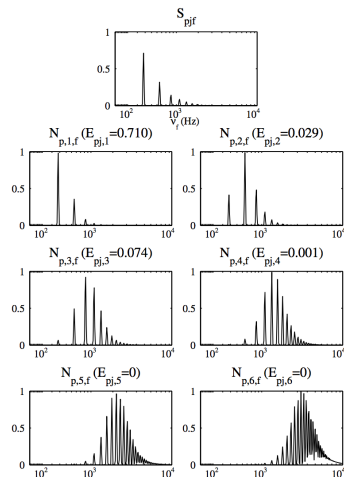 S_pjf
1
0.5
0
10^2 10^3 10^4
ν_f (Hz)
N_p,1,f (E_pj,1=0.710) N_p,2,f (E_pj,2=0.029)
1 1
0.5 0.5
0 0
10^2 10^3 10^4 10^2 10^3 10^4
N_p,3,f (E_pj,3=0.074) N_p,4,f (E_pj,4=0.001)
1 1
0.5 0.5
0 0
10^2 10^3 10^4 10^2 10^3 10^4
N_p,5,f (E_pj,5=0) N_p,6,f (E_pj,6=0)
1 1
0.5 0.5
0 0
10^2 10^3 10^4 10^2 10^3 10^4